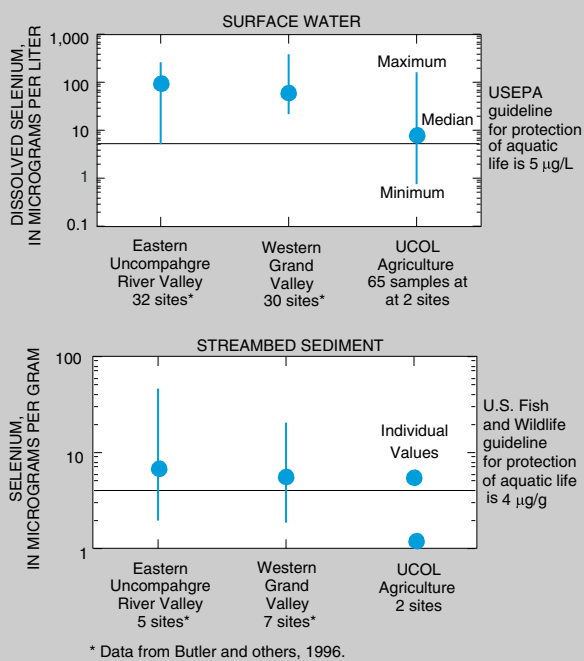 SURFACE WATER
DISSOLVED SELENIUM,
IN MICROGRAMS PER LITER
1,000
100
10
1
0.1
Maximum
Median
Minimum
USEPA
guideline
for protection
of aquatic
life is 5 µg/L
Eastern
Uncompahgre
River Valley
32 sites*
Western
Grand
Valley
30 sites*
UCOL
Agriculture
65 samples at
at 2 sites
STREAMBED SEDIMENT
SELENIUM,
IN MICROGRAMS PER GRAM
100
10
1
Individual
Values
U.S. Fish
and Wildlife
guideline
for protection
of aquatic life
is 4 µg/g
Eastern
Uncompahgre
River Valley
5 sites*
Western
Grand
Valley
7 sites*
UCOL
Agriculture
2 sites
* Data from Butler and others, 1996.